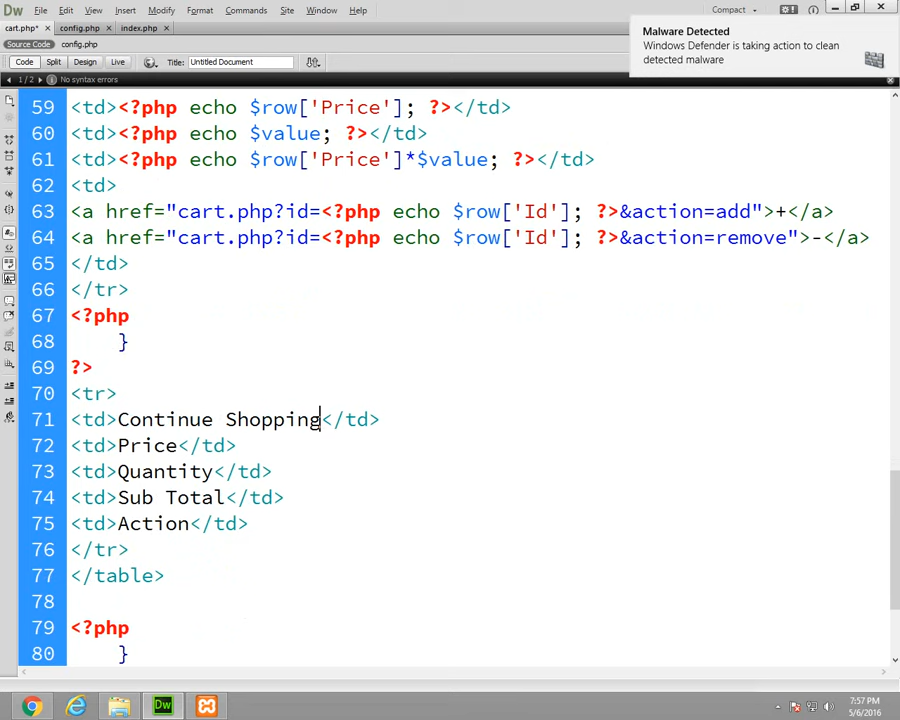 Dw File Edit View Insert Modify Format Commands Site Window Help Compact
cart.php* × config.php × index.php ×
Malware Detected
Windows Defender is taking action to clean
detected malware
Source Code config.php
Code Split Design Live Title: Untitled Document
1 / 2 No syntax errors
59 <td><?php echo $row['Price']; ?></td>
60 <td><?php echo $value; ?></td>
61 <td><?php echo $row['Price']*$value; ?></td>
62 <td>
63 <a href="cart.php?id=<?php echo $row['Id']; ?>&action=add">+</a>
64 <a href="cart.php?id=<?php echo $row['Id']; ?>&action=remove">-</a>
65 </td>
66 </tr>
67 <?php
68 }
69 ?>
70 <tr>
71 <td>Continue Shopping</td>
72 <td>Price</td>
73 <td>Quantity</td>
74 <td>Sub Total</td>
75 <td>Action</td>
76 </tr>
77 </table>
78
79 <?php
80 }
Dw
7:57 PM
5/6/2016